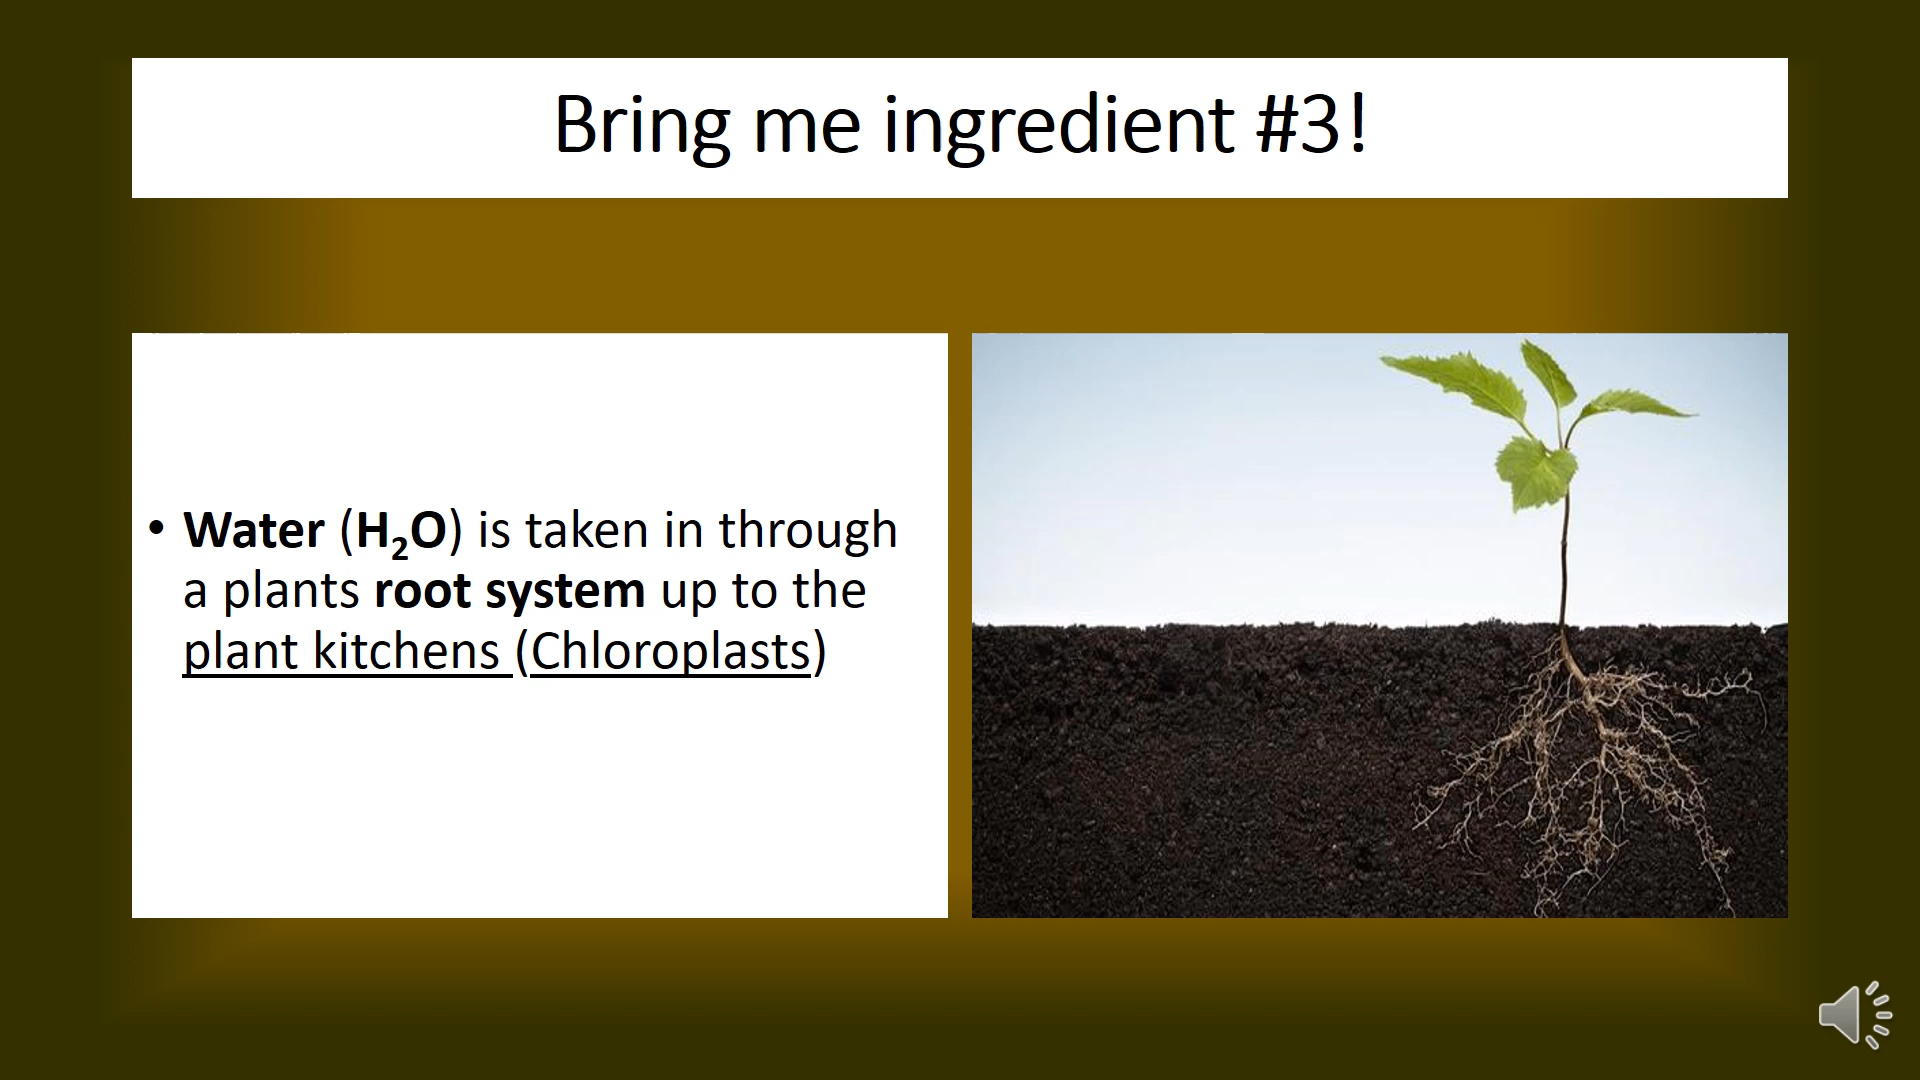 Bring me ingredient #3!
• Water (H₂O) is taken in through
a plants root system up to the
plant kitchens (Chloroplasts)